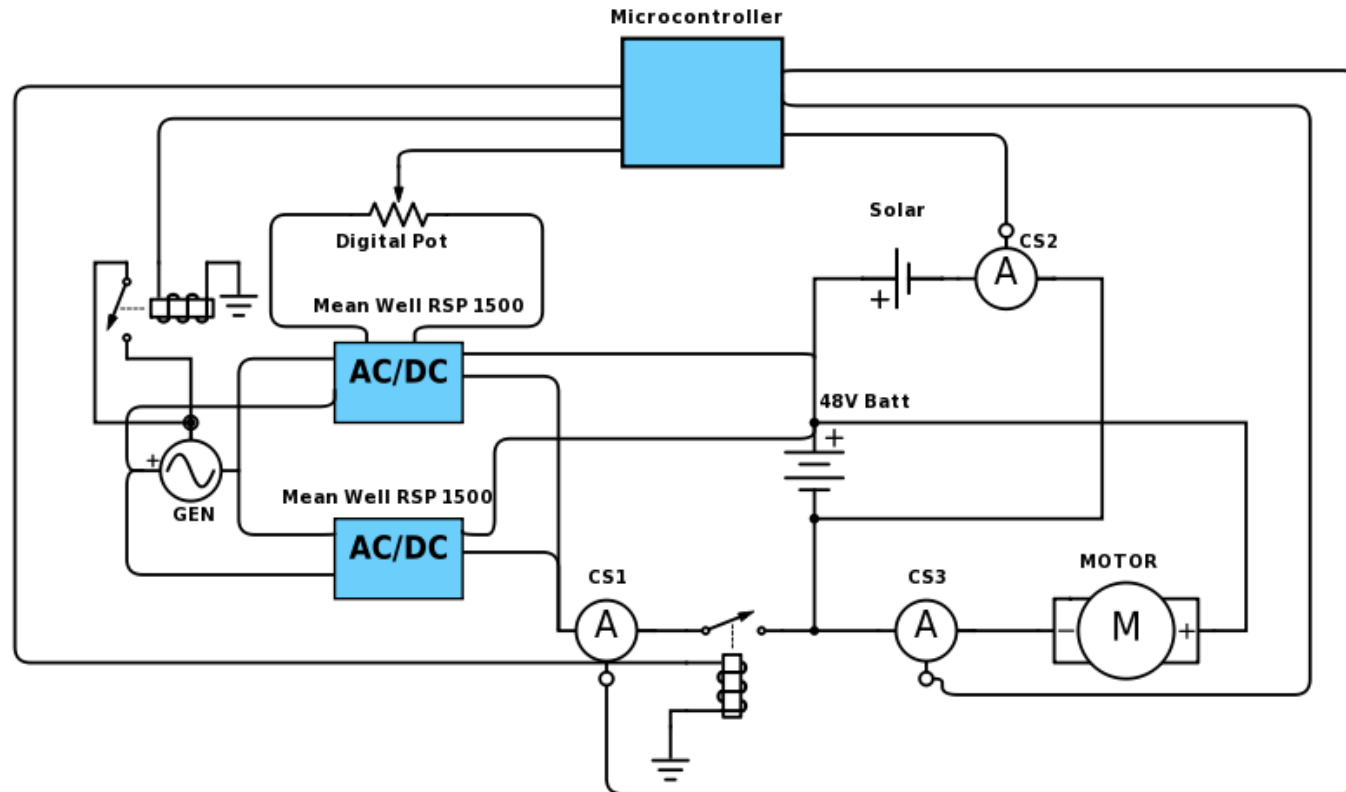 Microcontroller
Solar
CS2
A
+
Digital Pot
Mean Well RSP 1500
AC/DC
48V Batt
+
+
GEN
Mean Well RSP 1500
AC/DC
CS1
A
CS3
A
MOTOR
− M +